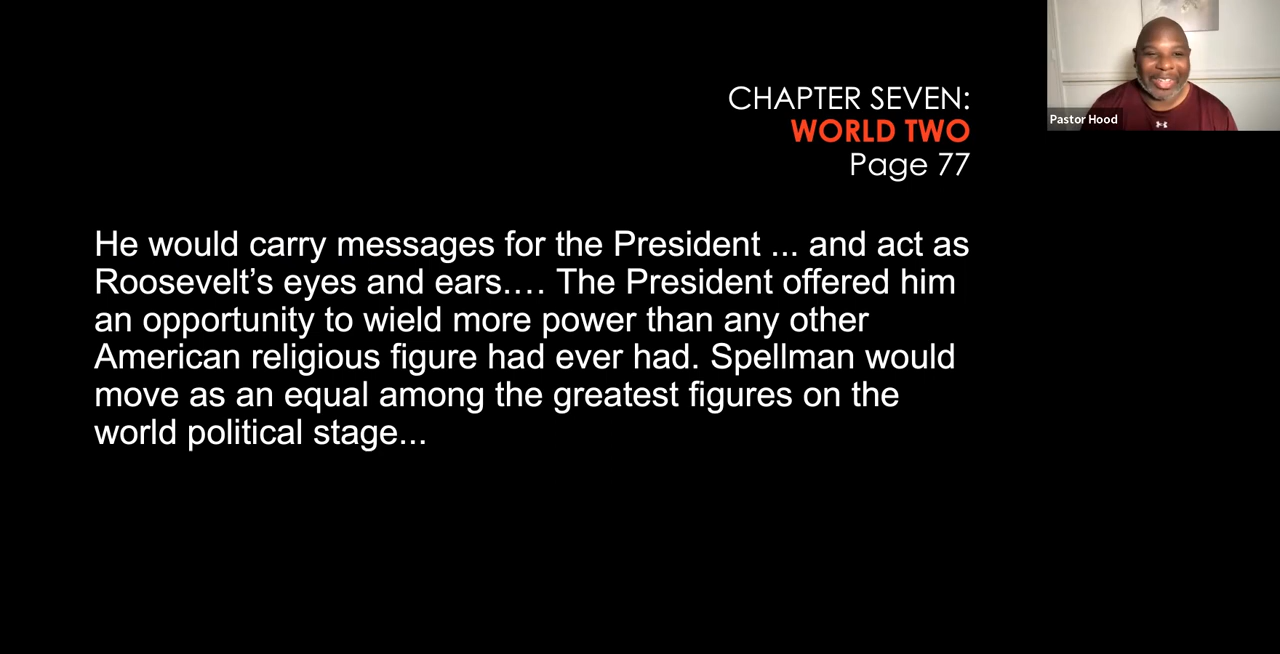 CHAPTER SEVEN:
WORLD TWO
Page 77
Pastor Hood
He would carry messages for the President ... and act as
Roosevelt’s eyes and ears.… The President offered him
an opportunity to wield more power than any other
American religious figure had ever had. Spellman would
move as an equal among the greatest figures on the
world political stage...